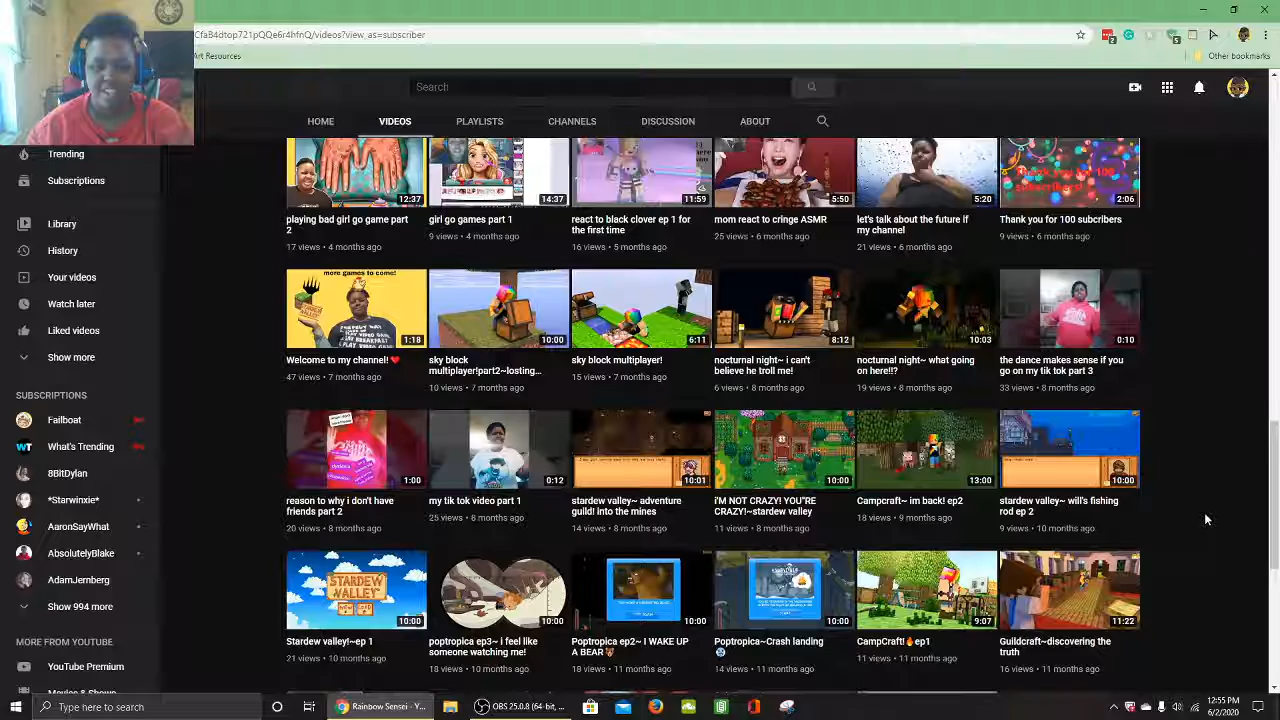 CfaB4dtop721pQQe6r4hfnQ/videos?view_as=subscriber
Art Resources
Other bookmarks
Search
HOME
VIDEOS
PLAYLISTS
CHANNELS
DISCUSSION
ABOUT
Trending
Subscriptions
Library
History
Your videos
Watch later
Liked videos
Show more
SUBSCRIPTIONS
Failboat
What's Trending
8BitDylan
*Starwinxie*
AaronSayWhat
AbsolutelyBlake
AdamJernberg
Show 994 more
MORE FROM YOUTUBE
YouTube Premium
12:37
14:37
11:59
5:50
5:20
Thank you for 100
subscribers!
2:06
playing bad girl go game part
2
17 views • 4 months ago
girl go games part 1
9 views • 4 months ago
react to black clover ep 1 for
the first time
16 views • 5 months ago
mom react to cringe ASMR
25 views • 6 months ago
let's talk about the future if
my channel!
21 views • 6 months ago
Thank you for 100 subcribers
9 views • 6 months ago
more games to come!
1:18
10:00
6:11
8:12
10:03
0:10
Welcome to my channel!❤️
47 views • 7 months ago
sky block
multiplayer!part2~losting...
10 views • 7 months ago
sky block multiplayer!
15 views • 7 months ago
nocturnal night~ i can't
believe he troll me!
6 views • 8 months ago
nocturnal night~ what going
on here!!?
19 views • 8 months ago
the dance makes sense if you
go on my tik tok part 3
33 views • 8 months ago
1:00
0:12
10:01
10:00
13:00
10:00
reason to why i don't have
friends part 2
20 views • 8 months ago
my tik tok video part 1
25 views • 8 months ago
stardew valley~ adventure
guild! into the mines
14 views • 8 months ago
i'M NOT CRAZY! YOU"RE
CRAZY!~stardew valley
11 views • 8 months ago
Campcraft~ im back! ep2
18 views • 9 months ago
stardew valley~ will's fishing
rod ep 2
9 views • 10 months ago
STARDEW
VALLEY
10:00
10:00
10:00
10:00
9:07
11:22
Stardew valley!~ep 1
21 views • 10 months ago
poptropica ep3~ i feel like
someone watching me!
18 views • 10 months ago
Poptropica ep2~ I WAKE UP
A BEAR🐻
18 views • 11 months ago
Poptropica~Crash landing
14 views • 11 months ago
CampCraft!🔥ep1
11 views • 11 months ago
Guildcraft~discovering the
truth
16 views • 11 months ago
Type here to search
Rainbow Sensei - Y...
OBS 25.0.8 (64-bit, ...
12:55 PM
6/2/2020